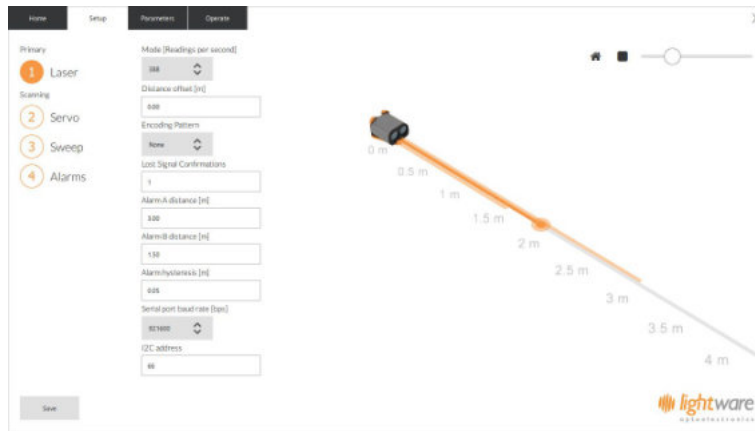 Home
Setup
Parameters
Operate
Primary
1 Laser
Scanning
2 Servo
3 Sweep
4 Alarms
Save
Mode [Readings per second]
388
Distance offset [m]
0.00
Encoding Pattern
None
Lost Signal Confirmations
1
Alarm A distance [m]
3.00
Alarm B distance [m]
1.50
Alarm hysteresis [m]
0.05
Serial port baud rate [bps]
921600
I2C address
66
0 m
0.5 m
1 m
1.5 m
2 m
2.5 m
3 m
3.5 m
4 m
lightware
optoelectronics